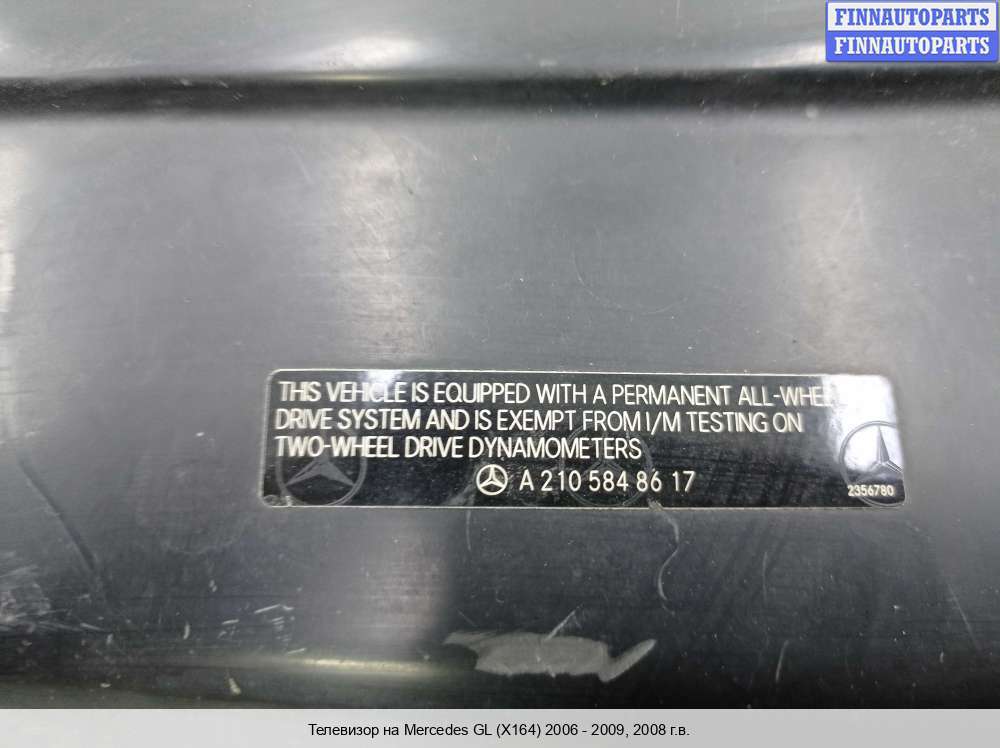 FINNAUTOPARTS
FINNAUTOPARTS
THIS VEHICLE IS EQUIPPED WITH A PERMANENT ALL-WHEEL
DRIVE SYSTEM AND IS EXEMPT FROM I/M TESTING ON
TWO-WHEEL DRIVE DYNAMOMETERS
A 210 584 86 17
2356780
Телевизор на Mercedes GL (X164) 2006 - 2009, 2008 г.в.